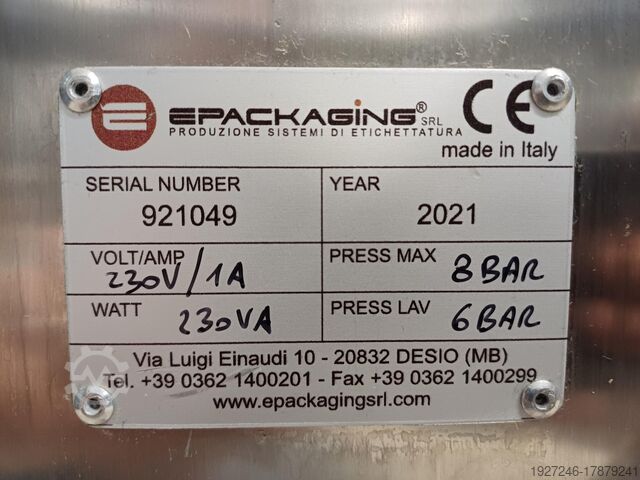 EPACKAGING® SRL CE
PRODUZIONE SISTEMI DI ETICHETTATURA
made in Italy
SERIAL NUMBER YEAR
921049 2021
VOLT/AMP 230V/1A PRESS MAX 8BAR
WATT 230VA PRESS LAV 6BAR
Via Luigi Einaudi 10 - 20832 DESIO (MB)
Tel. +39 0362 1400201 - Fax +39 0362 1400299
www.epackagingsrl.com
1927246-17879241